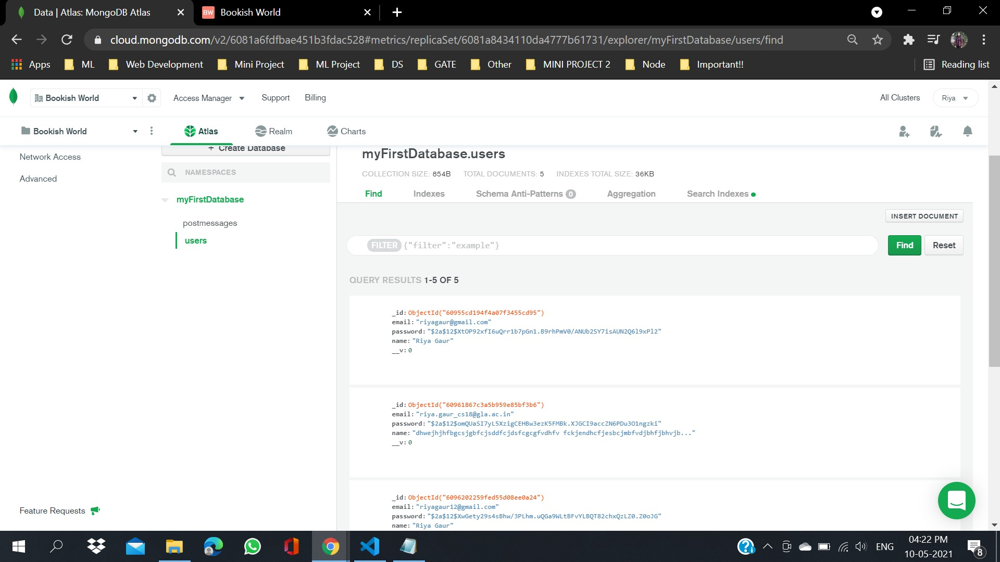 Data | Atlas: MongoDB Atlas
BW Bookish World
cloud.mongodb.com/v2/6081a6fdfbae451b3fdac528#metrics/replicaSet/6081a8434110da4777b61731/explorer/myFirstDatabase/users/find
Apps ML Web Development Mini Project ML Project DS GATE Other MINI PROJECT 2 Node Important!! Reading list
Bookish World Access Manager Support Billing All Clusters Riya
Bookish World Atlas Realm Charts
Network Access
Advanced
Feature Requests
+ Create Database
NAMESPACES
myFirstDatabase
postmessages
users
myFirstDatabase.users
COLLECTION SIZE: 854B TOTAL DOCUMENTS: 5 INDEXES TOTAL SIZE: 36KB
Find Indexes Schema Anti-Patterns 0 Aggregation Search Indexes
INSERT DOCUMENT
FILTER {"filter":"example"} Find Reset
QUERY RESULTS 1-5 OF 5
_id: ObjectId("60955cd194f4a07f3455cd95")
email: "riyagaur@gmail.com"
password: "$2a$12$XtOP92xfI6uQrr1b7pGn1.B9rhPmV0/ANUb2SY7isAUN2Q6l9xPl2"
name: "Riya Gaur"
__v: 0
_id: ObjectId("60961867c3a5b959e85bf3b6")
email: "riya.gaur_cs18@gla.ac.in"
password: "$2a$12$omQUaSI7yL5XzigCEHBw3ezK5FMBk.XJGCI9accZN6PDu3O1ngzki"
name: "dhwejhjhfbgcsjgbfcjsddfcjdsfcgcgfvdhfv fckjendhcfjesbcjmbfvdjbhfjbhvjb..."
__v: 0
_id: ObjectId("6096202259fed55d08ee0a24")
email: "riyagaur12@gmail.com"
password: "$2a$12$XwGety29s4sBhw/3PLhm.uQGa9WLtBFvYLBQT82chxQzLZ0.Z0oJG"
name: "Riya Gaur"
ENG
04:22 PM
10-05-2021
8